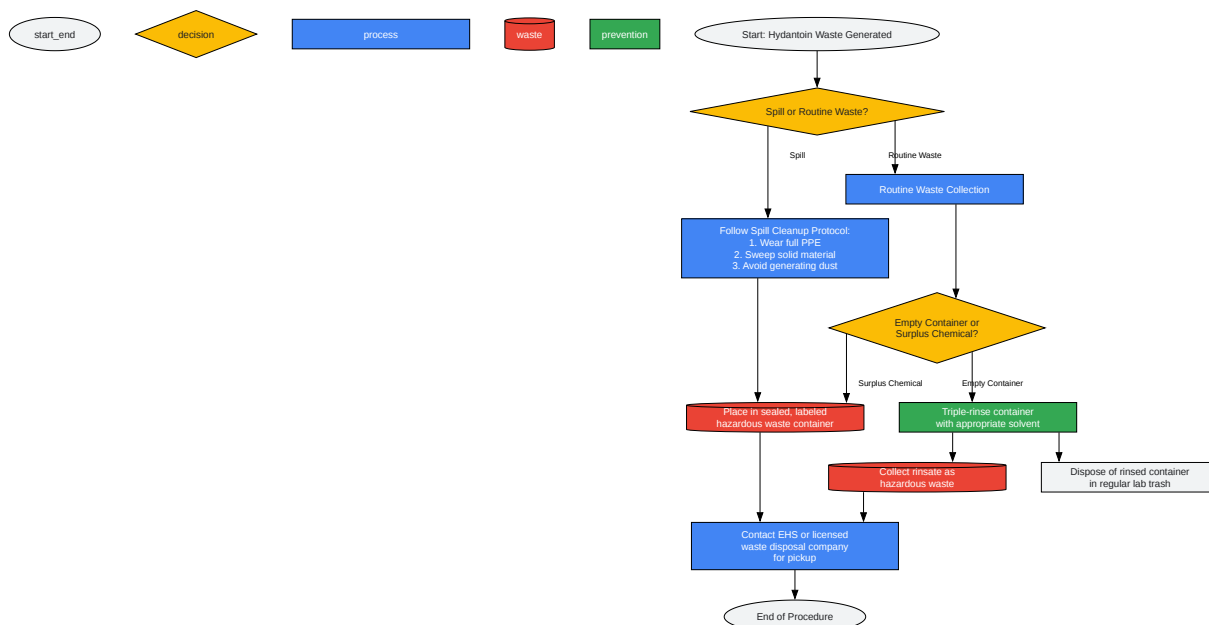 start_end
decision
process
waste
prevention
Start: Hydantoin Waste Generated
Spill or Routine Waste?
Spill
Routine Waste
Routine Waste Collection
Follow Spill Cleanup Protocol:
1. Wear full PPE
2. Sweep solid material
3. Avoid generating dust
Empty Container or
Surplus Chemical?
Surplus Chemical
Empty Container
Place in sealed, labeled
hazardous waste container
Triple-rinse container
with appropriate solvent
Collect rinsate as
hazardous waste
Dispose of rinsed container
in regular lab trash
Contact EHS or licensed
waste disposal company
for pickup
End of Procedure